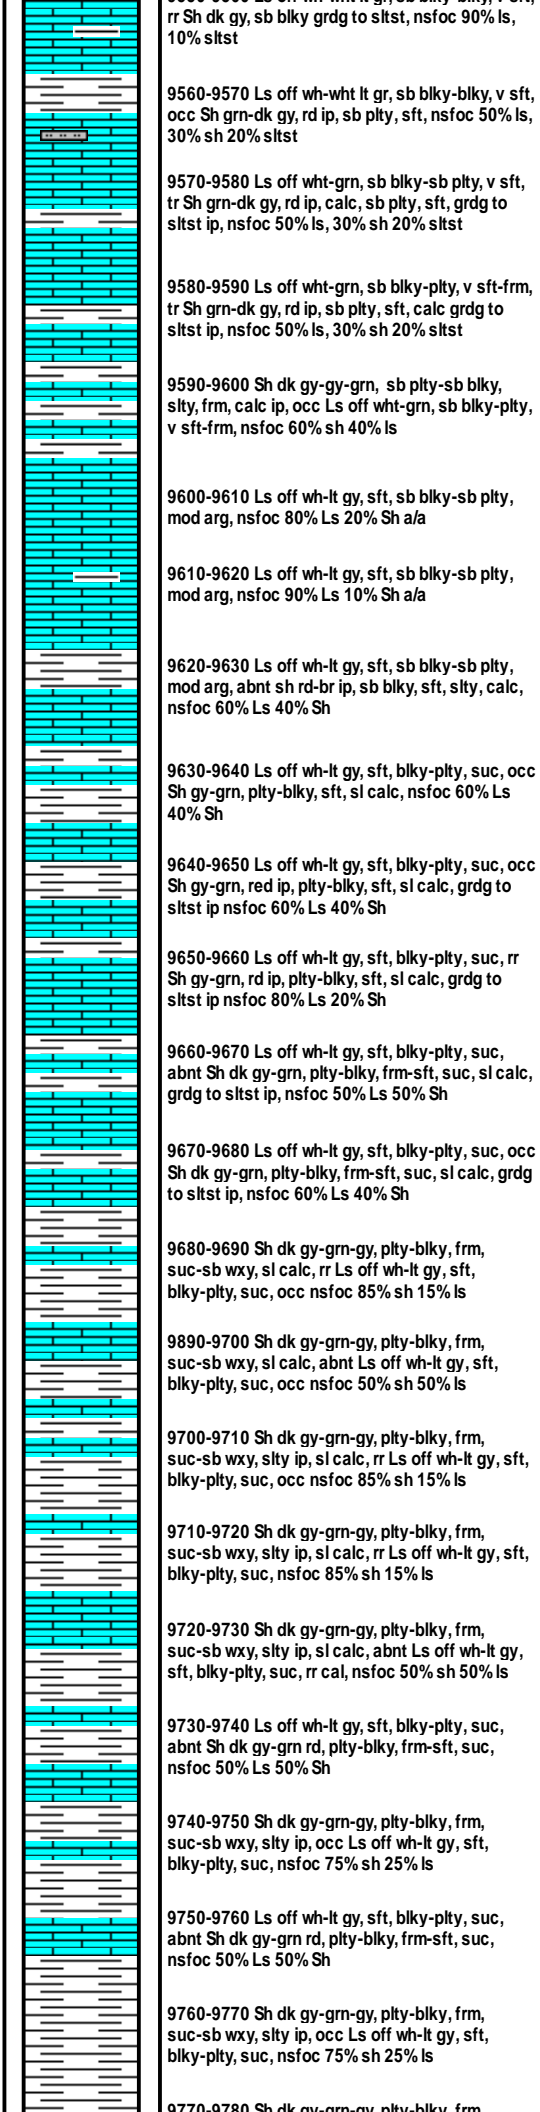 rr Sh dk gy, sb blky grdg to sltst, nsfoc 90% ls,
10% sltst
9560-9570 Ls off wh-wht lt gr, sb blky-blky, v sft,
occ Sh grn-dk gy, rd ip, sb plty, sft, nsfoc 50% ls,
30% sh 20% sltst
9570-9580 Ls off wht-grn, sb blky-sb plty, v sft,
tr Sh grn-dk gy, rd ip, calc, sb plty, sft, grdg to
sltst ip, nsfoc 50% ls, 30% sh 20% sltst
9580-9590 Ls off wht-grn, sb blky-plty, v sft-frm,
tr Sh grn-dk gy, rd ip, sb plty, sft, calc grdg to
sltst ip, nsfoc 50% ls, 30% sh 20% sltst
9590-9600 Sh dk gy-gy-grn, sb plty-sb blky,
slty, frm, calc ip, occ Ls off wht-grn, sb blky-plty,
v sft-frm, nsfoc 60% sh 40% ls
9600-9610 Ls off wh-lt gy, sft, sb blky-sb plty,
mod arg, nsfoc 80% Ls 20% Sh a/a
9610-9620 Ls off wh-lt gy, sft, sb blky-sb plty,
mod arg, nsfoc 90% Ls 10% Sh a/a
9620-9630 Ls off wh-lt gy, sft, sb blky-sb plty,
mod arg, abnt sh rd-br ip, sb blky, sft, slty, calc,
nsfoc 60% Ls 40% Sh
9630-9640 Ls off wh-lt gy, sft, blky-plty, suc, occ
Sh gy-grn, plty-blky, sft, sl calc, nsfoc 60% Ls
40% Sh
9640-9650 Ls off wh-lt gy, sft, blky-plty, suc, occ
Sh gy-grn, red ip, plty-blky, sft, sl calc, grdg to
sltst ip nsfoc 60% Ls 40% Sh
9650-9660 Ls off wh-lt gy, sft, blky-plty, suc, rr
Sh gy-grn, rd ip, plty-blky, sft, sl calc, grdg to
sltst ip nsfoc 80% Ls 20% Sh
9660-9670 Ls off wh-lt gy, sft, blky-plty, suc,
abnt Sh dk gy-grn, plty-blky, frm-sft, suc, sl calc,
grdg to sltst ip, nsfoc 50% Ls 50% Sh
9670-9680 Ls off wh-lt gy, sft, blky-plty, suc, occ
Sh dk gy-grn, plty-blky, frm-sft, suc, sl calc, grdg
to sltst ip, nsfoc 60% Ls 40% Sh
9680-9690 Sh dk gy-grn-gy, plty-blky, frm,
suc-sb wxy, sl calc, rr Ls off wh-lt gy, sft,
blky-plty, suc, occ nsfoc 85% sh 15% ls
9890-9700 Sh dk gy-grn-gy, plty-blky, frm,
suc-sb wxy, sl calc, abnt Ls off wh-lt gy, sft,
blky-plty, suc, occ nsfoc 50% sh 50% ls
9700-9710 Sh dk gy-grn-gy, plty-blky, frm,
suc-sb wxy, slty ip, sl calc, rr Ls off wh-lt gy, sft,
blky-plty, suc, occ nsfoc 85% sh 15% ls
9710-9720 Sh dk gy-grn-gy, plty-blky, frm,
suc-sb wxy, slty ip, sl calc, rr Ls off wh-lt gy, sft,
blky-plty, suc, nsfoc 85% sh 15% ls
9720-9730 Sh dk gy-grn-gy, plty-blky, frm,
suc-sb wxy, slty ip, sl calc, abnt Ls off wh-lt gy,
sft, blky-plty, suc, rr cal, nsfoc 50% sh 50% ls
9730-9740 Ls off wh-lt gy, sft, blky-plty, suc,
abnt Sh dk gy-grn rd, plty-blky, frm-sft, suc,
nsfoc 50% Ls 50% Sh
9740-9750 Sh dk gy-grn-gy, plty-blky, frm,
suc-sb wxy, slty ip, occ Ls off wh-lt gy, sft,
blky-plty, suc, nsfoc 75% sh 25% ls
9750-9760 Ls off wh-lt gy, sft, blky-plty, suc,
abnt Sh dk gy-grn rd, plty-blky, frm-sft, suc,
nsfoc 50% Ls 50% Sh
9760-9770 Sh dk gy-grn-gy, plty-blky, frm,
suc-sb wxy, slty ip, occ Ls off wh-lt gy, sft,
blky-plty, suc, nsfoc 75% sh 25% ls
9770-9780 Sh dk gy-grn-gy, plty-blky, frm,